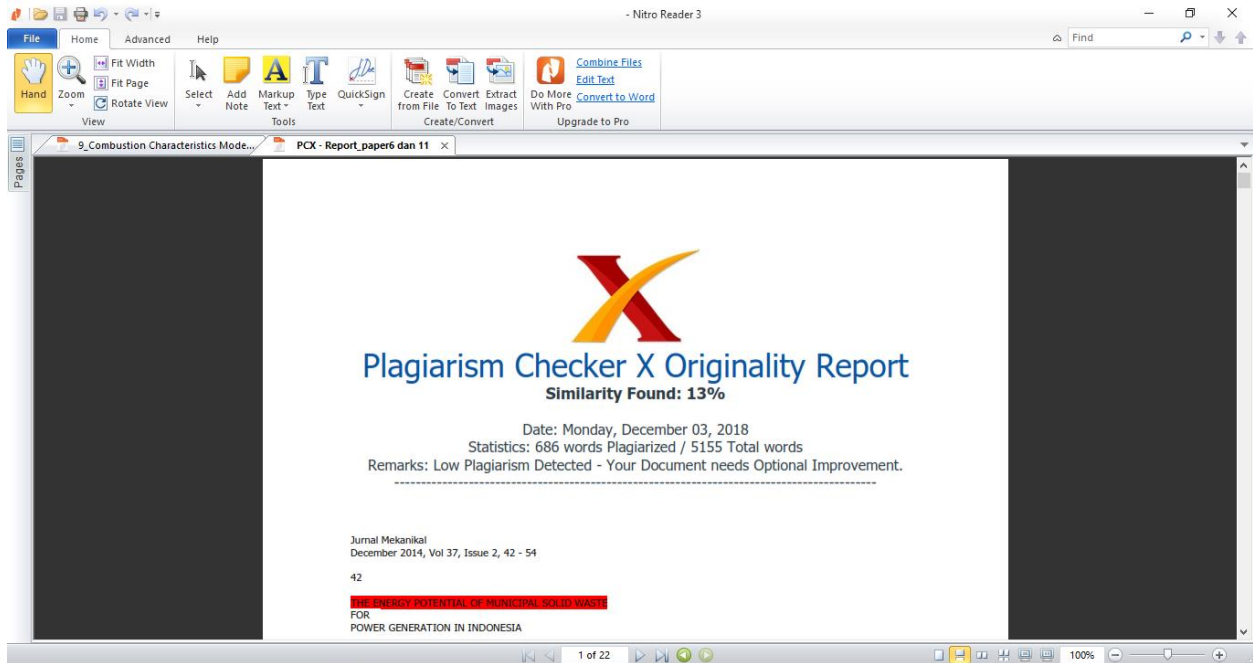 - Nitro Reader 3
File Home Advanced Help
Find
Hand
Zoom
Fit Width
Fit Page
Rotate View
View
Select
Add Note
Markup Text
Type Text
QuickSign
Tools
Create from File
Convert To Text
Extract Images
Create/Convert
Do More With Pro
Combine Files
Edit Text
Convert to Word
Upgrade to Pro
Pages
9_Combustion Characteristics Mode...
PCX - Report_paper6 dan 11
Plagiarism Checker X Originality Report
Similarity Found: 13%
Date: Monday, December 03, 2018
Statistics: 686 words Plagiarized / 5155 Total words
Remarks: Low Plagiarism Detected - Your Document needs Optional Improvement.
--------------------------------------------------------------------------------------------
Jurnal Mekanikal
December 2014, Vol 37, Issue 2, 42 - 54
42
THE ENERGY POTENTIAL OF MUNICIPAL SOLID WASTE
FOR
POWER GENERATION IN INDONESIA
1 of 22
100%